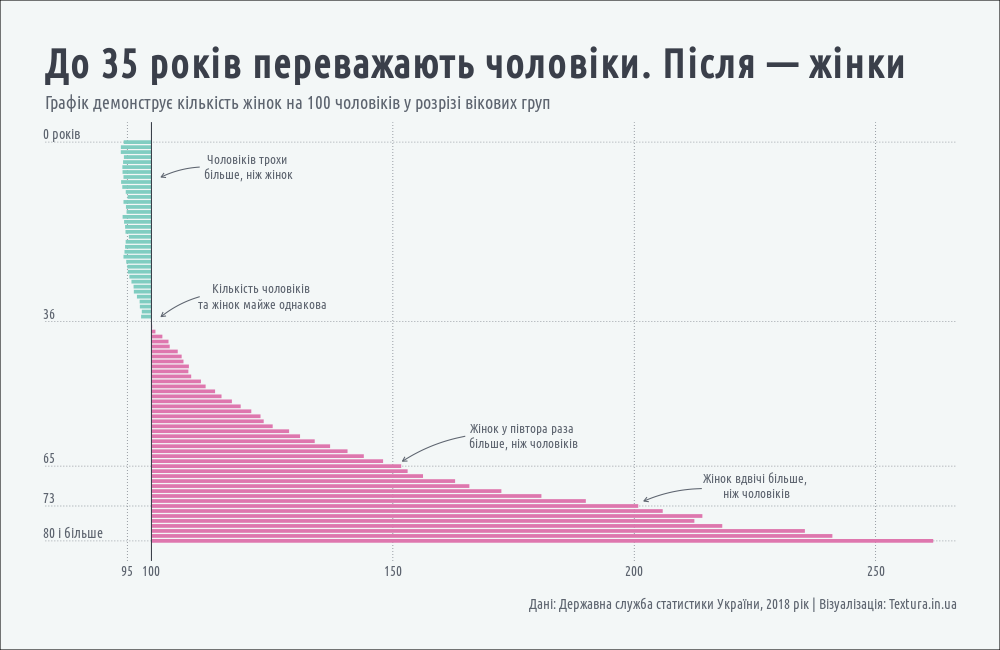 До 35 років переважають чоловіки. Після — жінки
Графік демонструє кількість жінок на 100 чоловіків у розрізі вікових груп
0 років
Чоловіків трохи
більше, ніж жінок
Кількість чоловіків
та жінок майже однакова
36
Жінок у півтора раза
більше, ніж чоловіків
65
Жінок вдвічі більше,
ніж чоловіків
73
80 і більше
95 100 150 200 250
Дані: Державна служба статистики України, 2018 рік | Візуалізація: Textura.in.ua